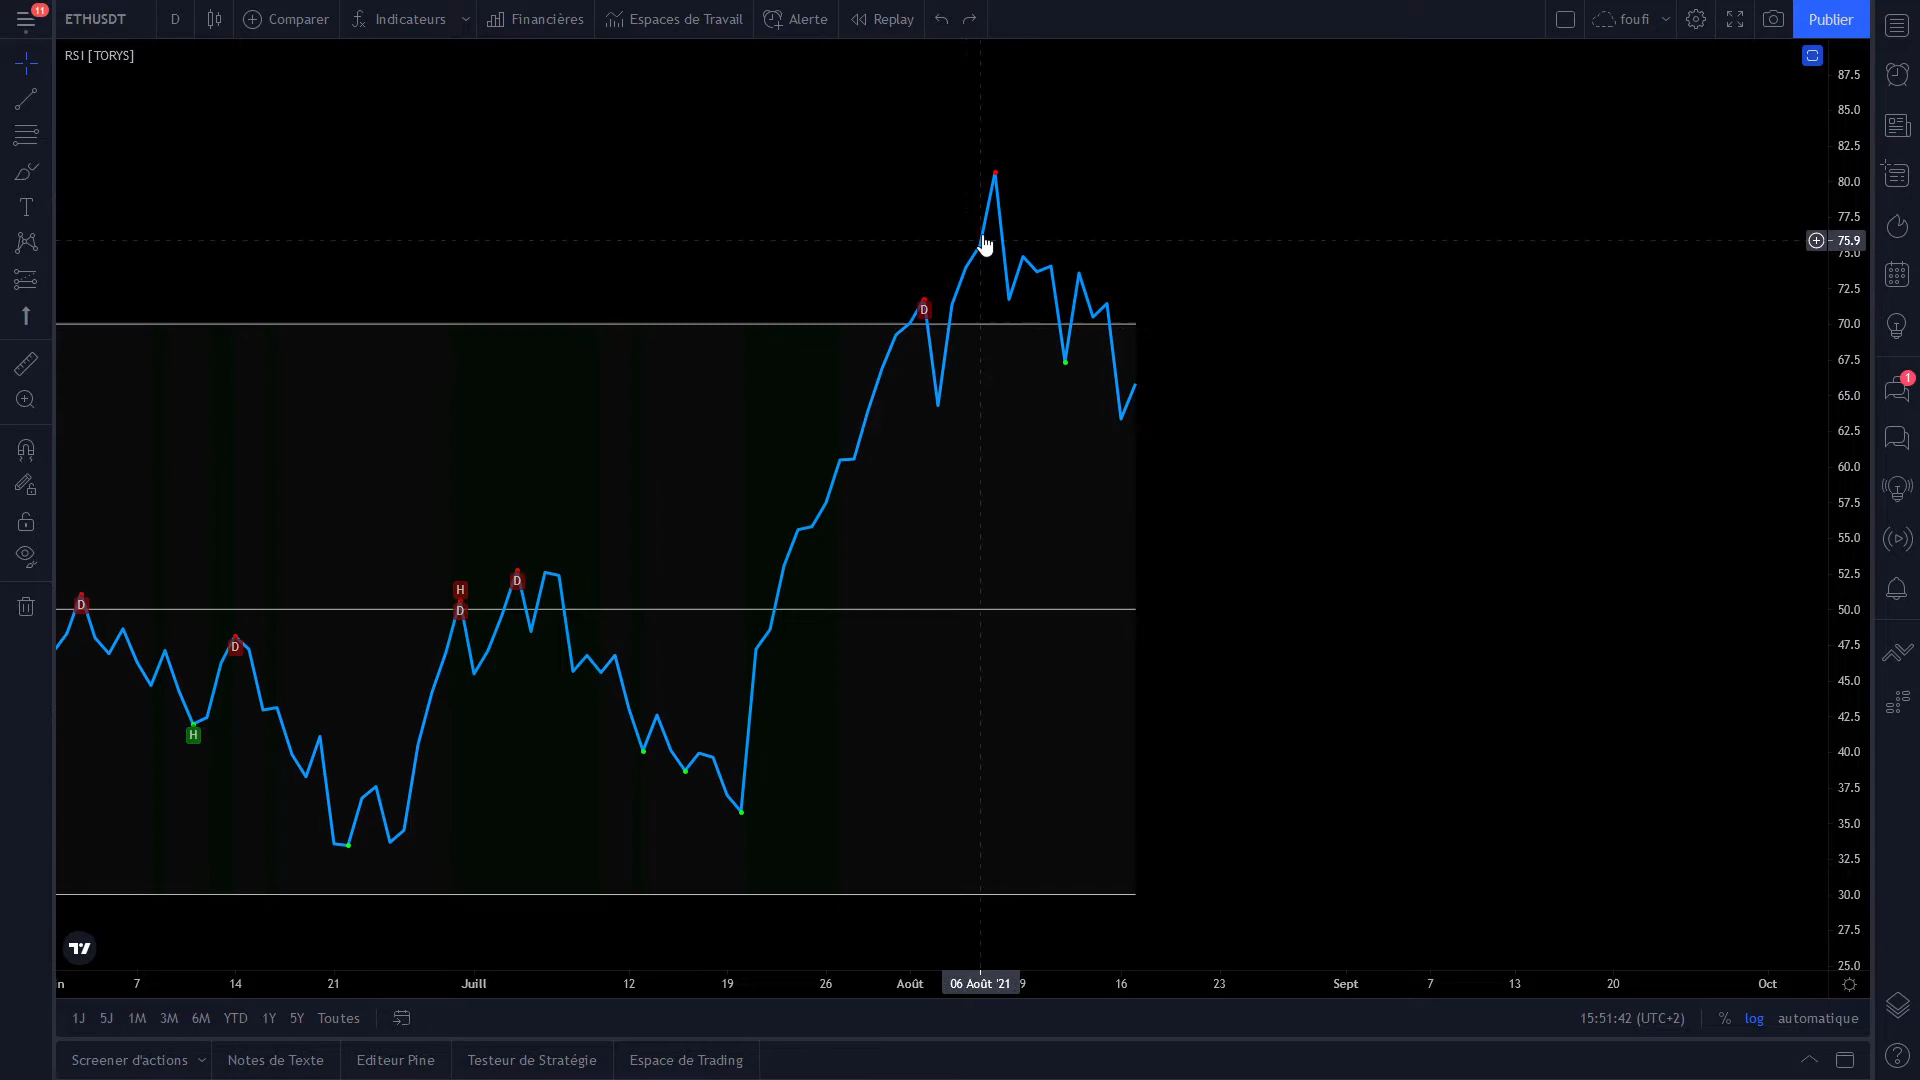 11
ETHUSDT
D
Comparer
Indicateurs
Financières
Espaces de Travail
Alerte
Replay
foufi
Publier
RSI [TORYS]
87.5
85.0
82.5
80.0
77.5
75.9
75.0
72.5
70.0
67.5
65.0
62.5
60.0
57.5
55.0
52.5
50.0
47.5
45.0
42.5
40.0
37.5
35.0
32.5
30.0
27.5
25.0
D
D
H
D
H
D
D
1
in
7
14
21
Juill
12
19
26
Août
06 Août '21
9
16
23
Sept
7
13
20
Oct
1J
5J
1M
3M
6M
YTD
1Y
5Y
Toutes
15:51:42 (UTC+2)
%
log
automatique
Screener d'actions
Notes de Texte
Editeur Pine
Testeur de Stratégie
Espace de Trading